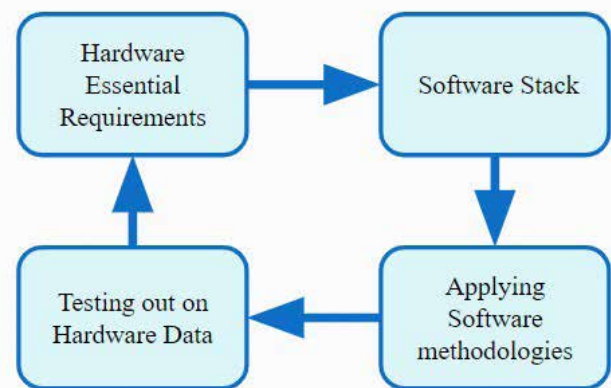 Hardware
Essential
Requirements
Software Stack
Testing out on
Hardware Data
Applying
Software
methodologies